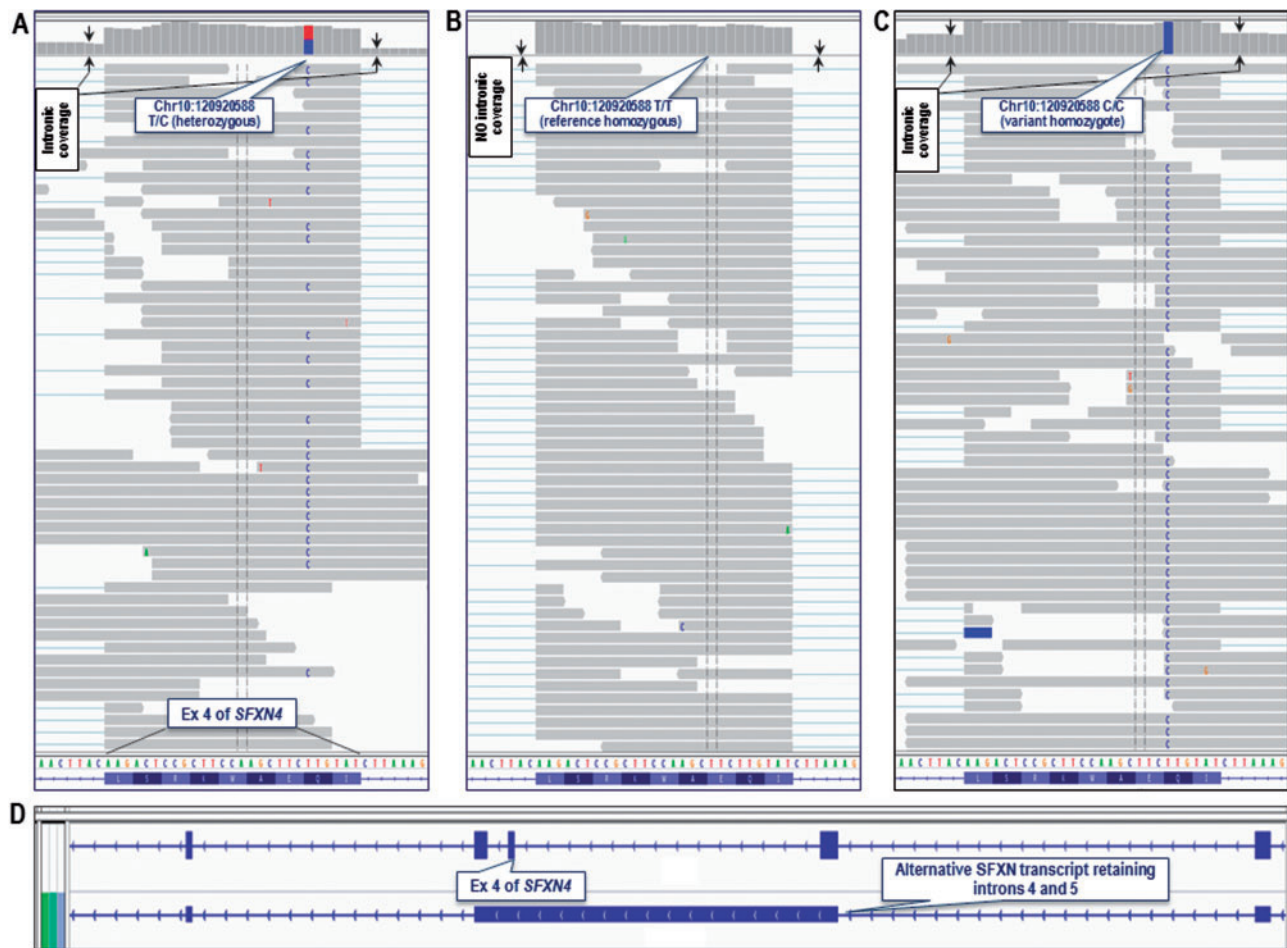 A
Intronic coverage
Chr10:120920588
T/C (heterozygous)
Ex 4 of SFXN4
A A C T T A C A A G A C T C C G C T T C C A A G C T T C T T G T A T C T T A A A G
L S R K W A E Q I
B
NO intronic coverage
Chr10:120920588 T/T
(reference homozygous)
A A C T T A C A A G A C T C C G C T T C C A A G C T T C T T G T A T C T T A A A G
L S R K W A E Q I
C
Intronic coverage
Chr10:120920588 C/C
(variant homozygote)
A A C T T A C A A G A C T C C G C T T C C A A G C T T C T T G T A T C T T A A A G
L S R K W A E Q I
D
Ex 4 of SFXN4
Alternative SFXN transcript retaining
introns 4 and 5